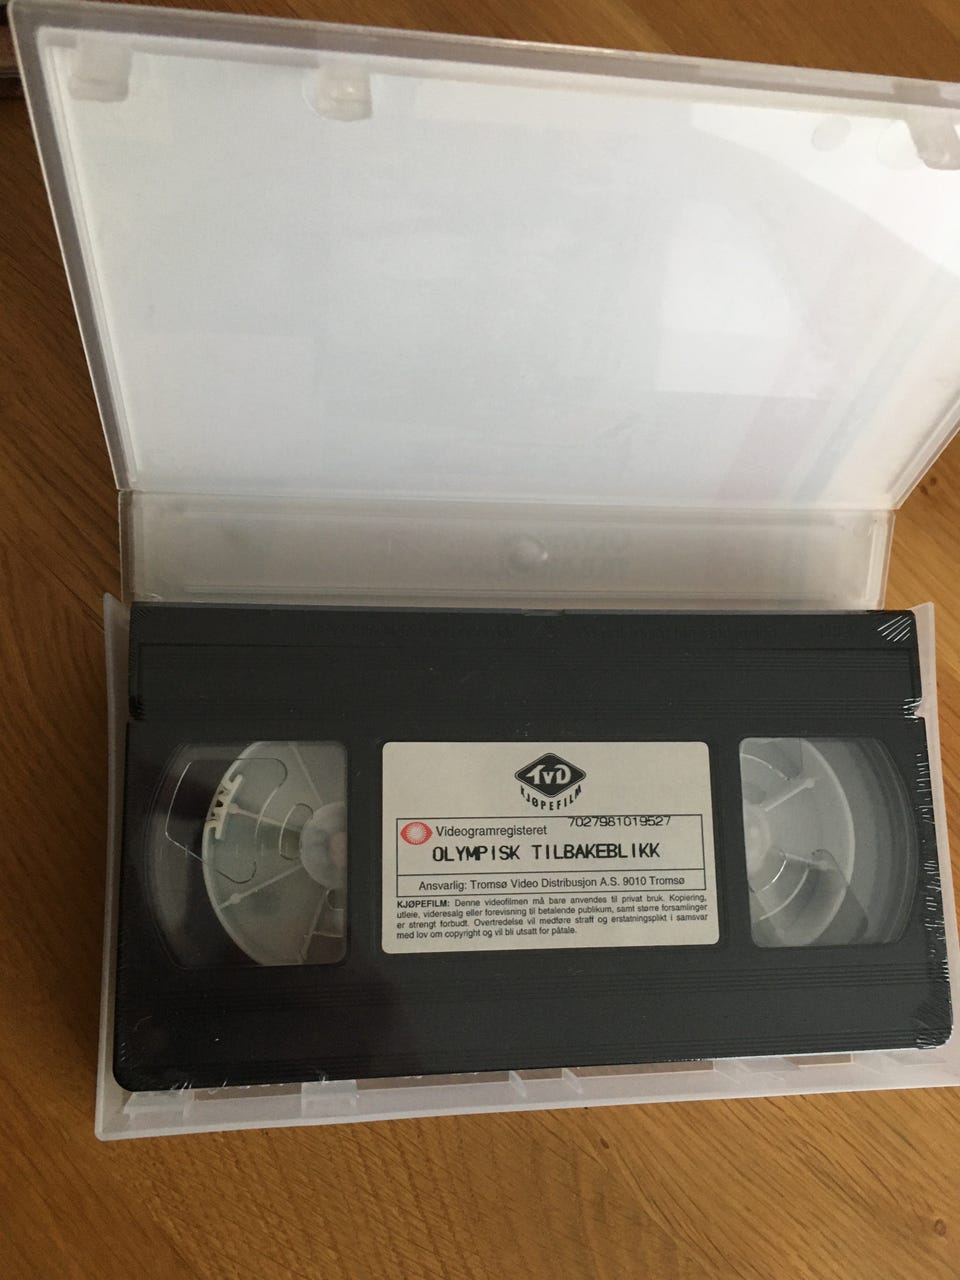 TVD
KJØPEFILM
Videogramregisteret 7027981019527
OLYMPISK TILBAKEBLIKK
Ansvarlig: Tromsø Video Distribusjon A.S. 9010 Tromsø
KJØPEFILM: Denne videofilmen må bare anvendes til privat bruk. Kopiering,
utleie, videresalg eller forevisning til betalende publikum, samt større forsamlinger
er strengt forbudt. Overtredelse vil medføre straff og erstatningsplikt i samsvar
med lov om copyright og vil bli utsatt for påtale.